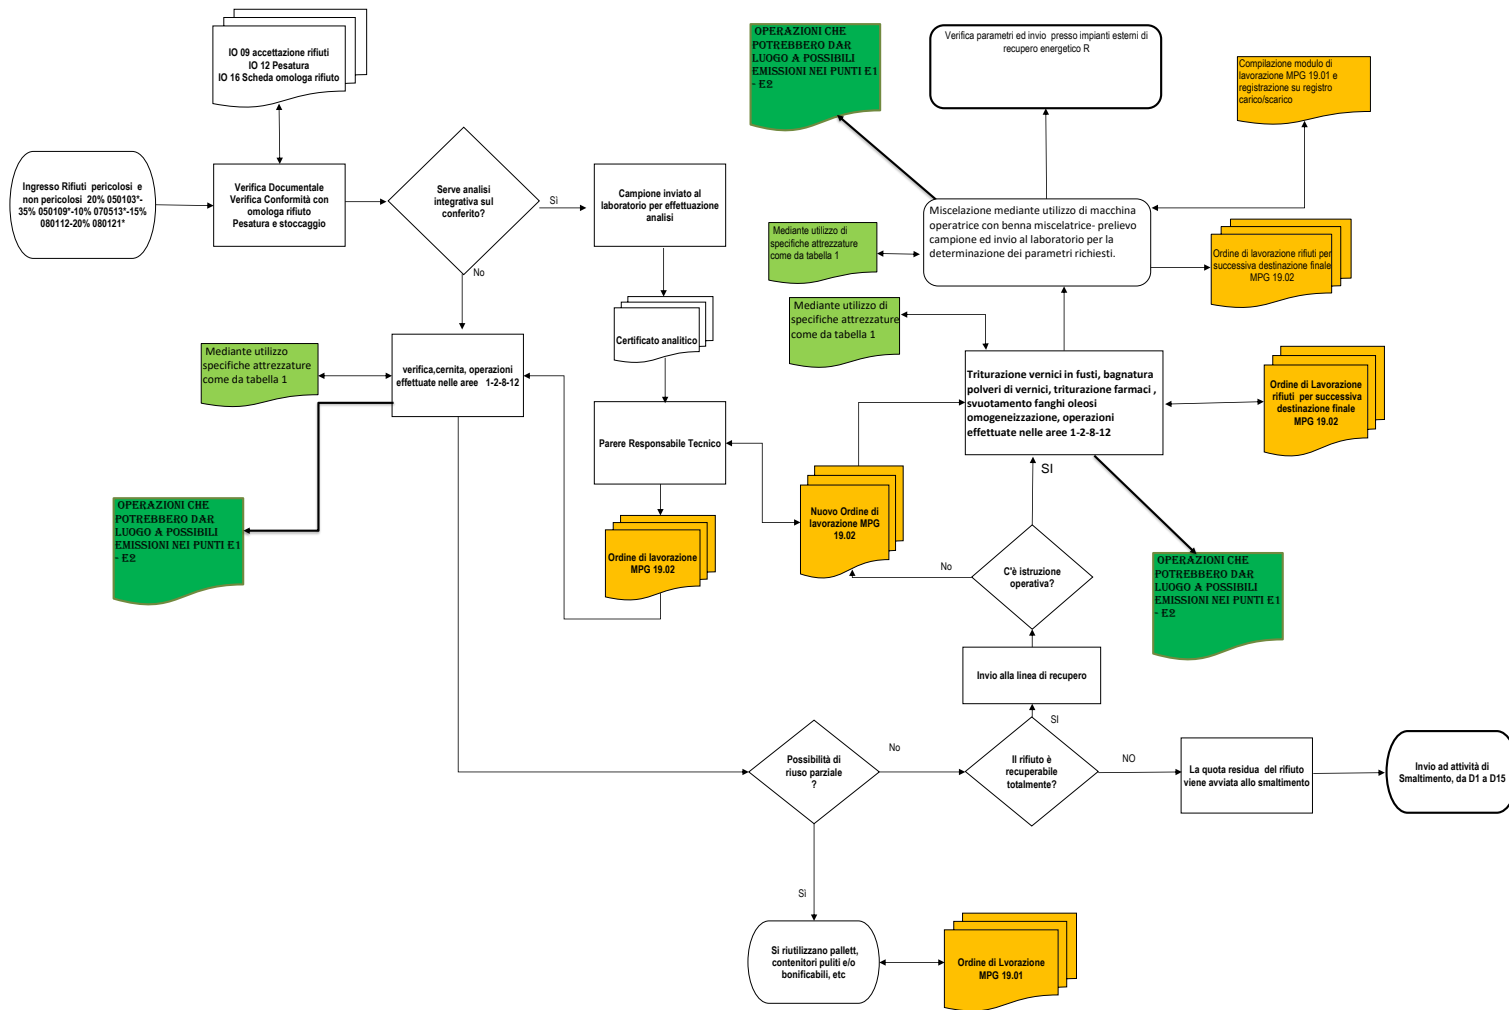 IO 09 accettazione rifiuti
IO 12 Pesatura
IO 16 Scheda omologa rifiuto
OPERAZIONI CHE
POTREBBERO DAR
LUOGO A POSSIBILI
EMISSIONI NEI PUNTI E1
- E2
Verifica parametri ed invio  presso impianti esterni di
recupero energetico R
Compilazione modulo di
lavorazione MPG 19.01 e
registrazione su registro
carico/scarico
Ingresso Rifiuti  pericolosi  e
non pericolosi  20% 050103*-
35% 050109*-10% 070513*-15%
080112-20% 080121*
Verifica Documentale
Verifica Conformità con
omologa rifiuto
Pesatura e stoccaggio
Serve analisi
integrativa sul
conferito?
Sì
Campione inviato al
laboratorio per effettuazione
analisi
No
Miscelazione mediante utilizzo di macchina
operatrice con benna miscelatrice- prelievo
campione ed invio al laboratorio per la
determinazione dei parametri richiesti.
Mediante utilizzo di
specifiche attrezzature
come da tabella 1
Ordine di lavorazione rifiuti per
successiva destinazione finale
MPG 19.02
Mediante utilizzo di
specifiche attrezzature
come da tabella 1
Certificato analitico
Mediante utilizzo
specifiche attrezzature
come da tabella 1
verifica,cernita, operazioni
effettuate nelle aree  1-2-8-12
Triturazione vernici in fusti, bagnatura
polveri di vernici, triturazione farmaci ,
svuotamento fanghi oleosi
omogeneizzazione, operazioni
effettuate nelle aree 1-2-8-12
Ordine di Lavorazione
rifiuti  per successiva
destinazione finale
MPG 19.02
Parere Responsabile Tecnico
SI
OPERAZIONI CHE
POTREBBERO DAR
LUOGO A POSSIBILI
EMISSIONI NEI PUNTI E1
- E2
Nuovo Ordine di
lavorazione MPG
19.02
Ordine di lavorazione
MPG 19.02
No
C'è istruzione
operativa?
OPERAZIONI CHE
POTREBBERO DAR
LUOGO A POSSIBILI
EMISSIONI NEI PUNTI E1
- E2
Invio alla linea di recupero
SI
Possibilità di
riuso parziale
?
No
Il rifiuto è
recuperabile
totalmente?
NO
La quota residua  del rifiuto
viene avviata allo smaltimento
Invio ad attività di
Smaltimento, da D1 a D15
Sì
Si riutilizzano pallett,
contenitori puliti e/o
bonificabili, etc
Ordine di Lvorazione
MPG 19.01